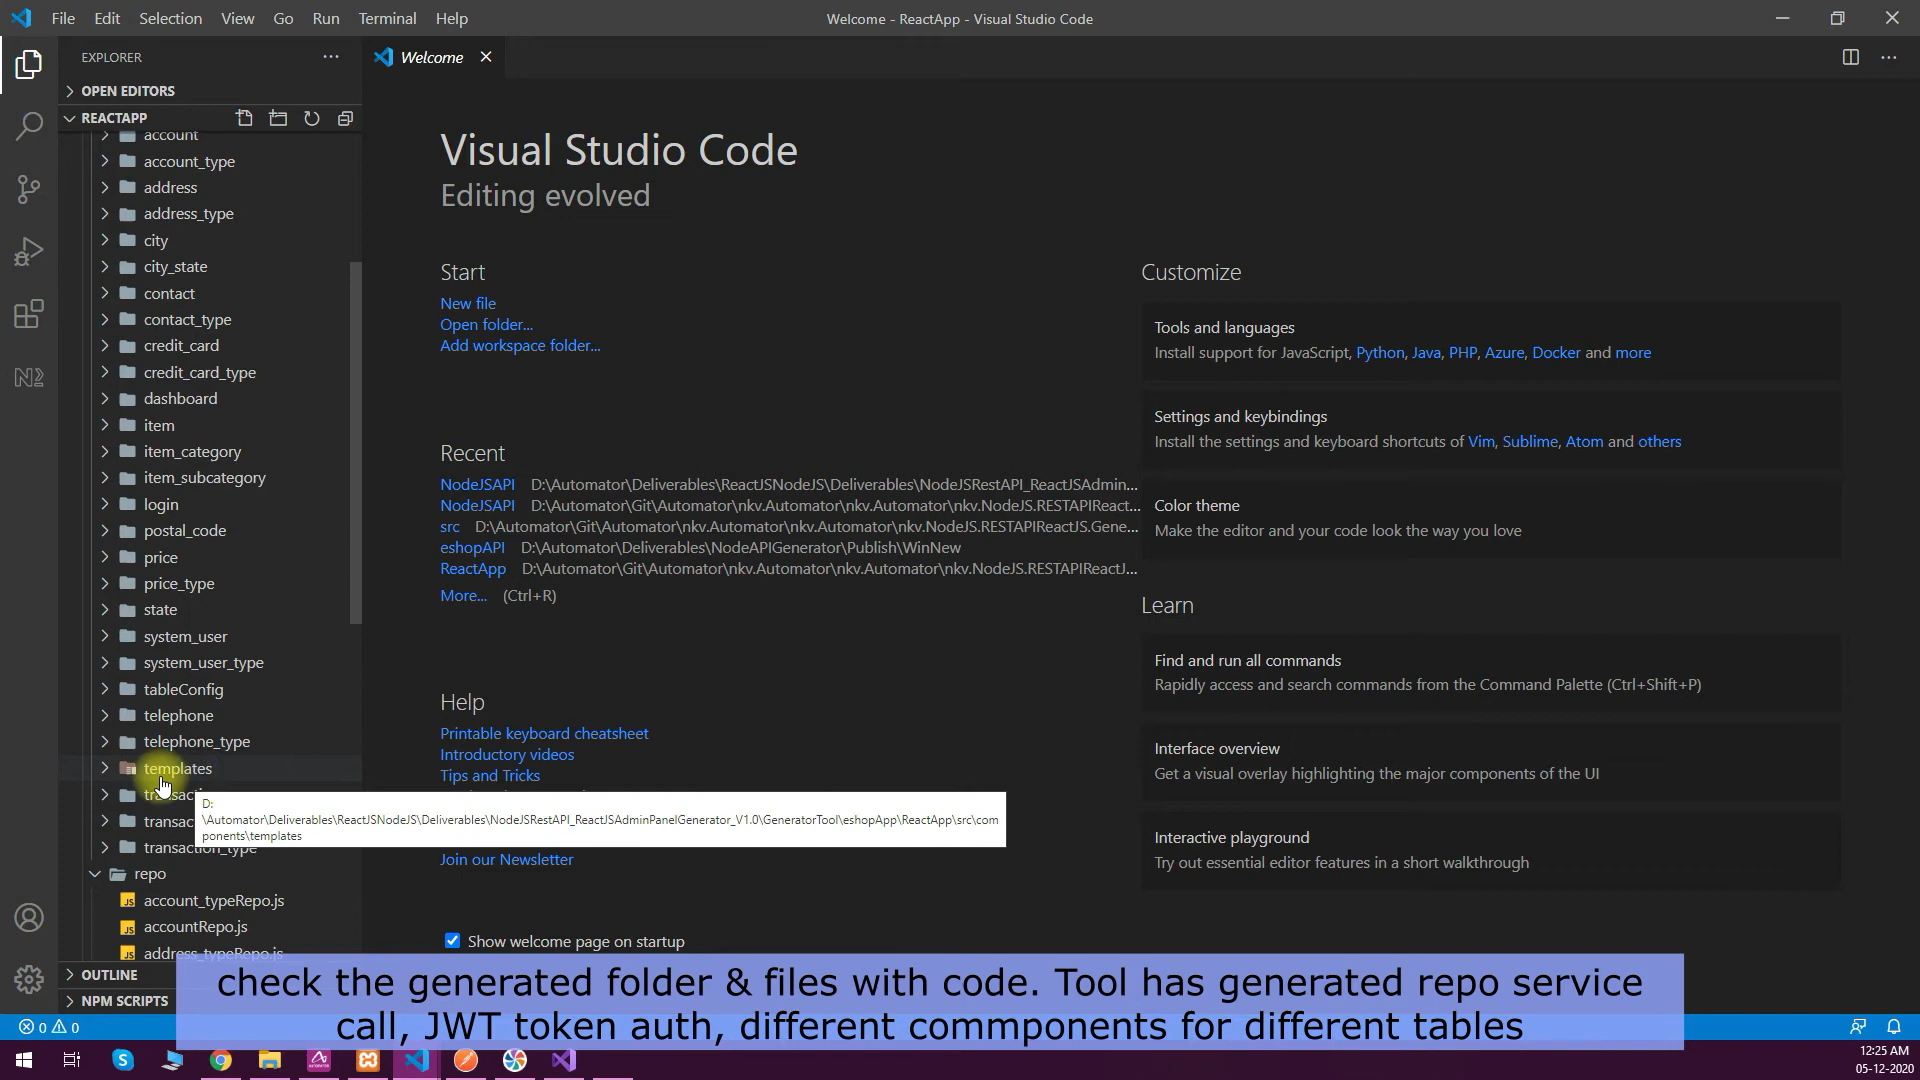 File Edit Selection View Go Run Terminal Help
Welcome - ReactApp - Visual Studio Code
EXPLORER
Welcome
OPEN EDITORS
REACTAPP
account
account_type
address
address_type
city
city_state
contact
contact_type
credit_card
credit_card_type
dashboard
item
item_category
item_subcategory
login
postal_code
price
price_type
state
system_user
system_user_type
tableConfig
telephone
telephone_type
templates
transaction_type
repo
account_typeRepo.js
accountRepo.js
address_typeRepo.js
OUTLINE
NPM SCRIPTS
Visual Studio Code
Editing evolved
Start
New file
Open folder...
Add workspace folder...
Recent
NodeJSAPI D:\Automator\Deliverables\ReactJSNodeJS\Deliverables\NodeJSRestAPI_ReactJSAdmin...
NodeJSAPI D:\Automator\Git\Automator\nkv.Automator\nkv.Automator\nkv.NodeJS.RESTAPIReact...
src D:\Automator\Git\Automator\nkv.Automator\nkv.Automator\nkv.NodeJS.RESTAPIReactJS.Gene...
eshopAPI D:\Automator\Deliverables\NodeAPIGenerator\Publish\WinNew
ReactApp D:\Automator\Git\Automator\nkv.Automator\nkv.Automator\nkv.NodeJS.RESTAPIReactJ...
More... (Ctrl+R)
Help
Printable keyboard cheatsheet
Introductory videos
Tips and Tricks
D:
\Automator\Deliverables\ReactJSNodeJS\Deliverables\NodeJSRestAPI_ReactJSAdminPanelGenerator_V1.0\GeneratorTool\eshopApp\ReactApp\src\com
ponents\templates
Join our Newsletter
Show welcome page on startup
Customize
Tools and languages
Install support for JavaScript, Python, Java, PHP, Azure, Docker and more
Settings and keybindings
Install the settings and keyboard shortcuts of Vim, Sublime, Atom and others
Color theme
Make the editor and your code look the way you love
Learn
Find and run all commands
Rapidly access and search commands from the Command Palette (Ctrl+Shift+P)
Interface overview
Get a visual overlay highlighting the major components of the UI
Interactive playground
Try out essential editor features in a short walkthrough
check the generated folder & files with code. Tool has generated repo service
call, JWT token auth, different commponents for different tables
0 0
12:25 AM
05-12-2020